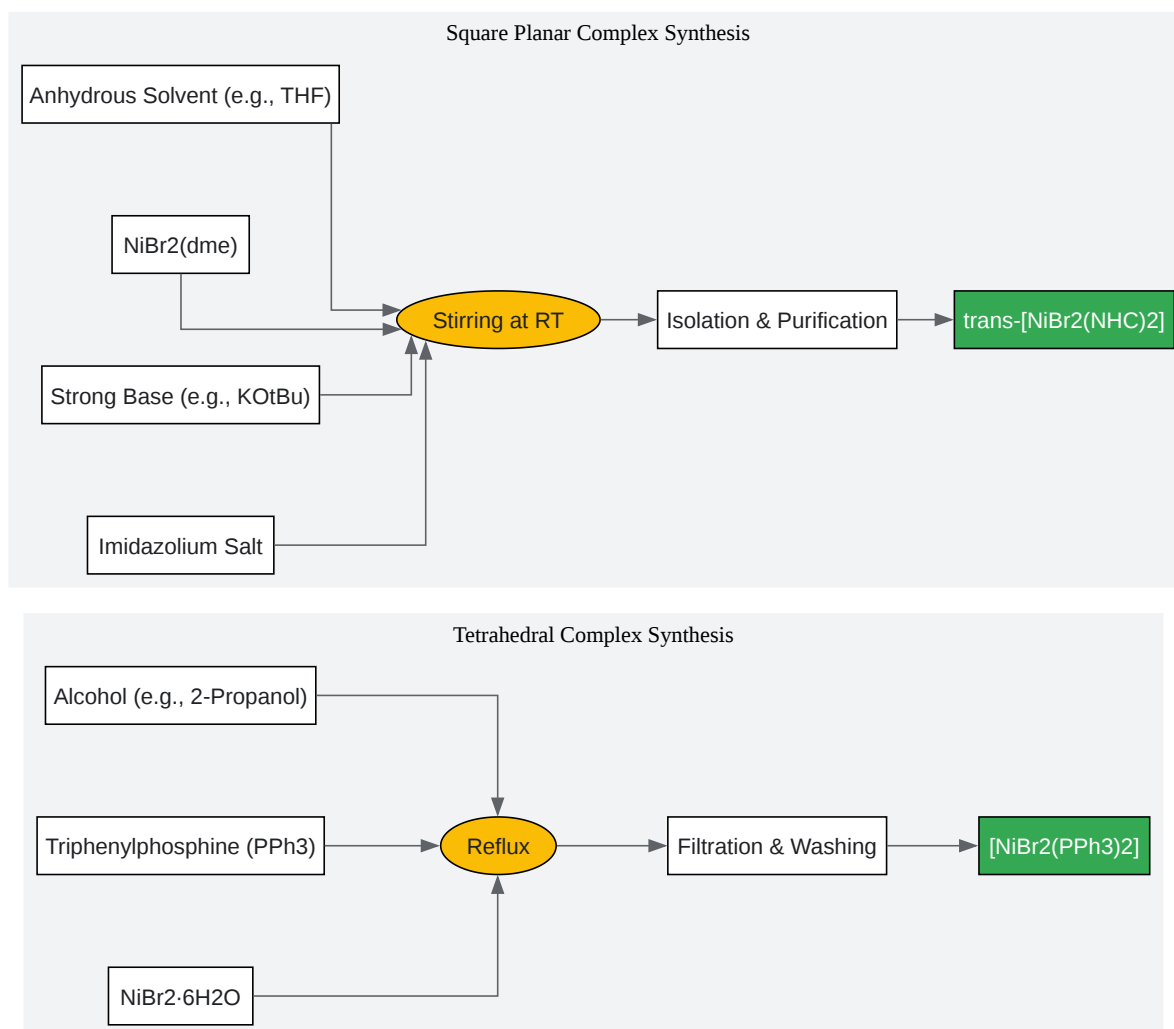 Square Planar Complex Synthesis
Anhydrous Solvent (e.g., THF)
NiBr2(dme)
Strong Base (e.g., KOtBu)
Imidazolium Salt
Stirring at RT
Isolation & Purification
trans-[NiBr2(NHC)2]
Tetrahedral Complex Synthesis
Alcohol (e.g., 2-Propanol)
Triphenylphosphine (PPh3)
NiBr2·6H2O
Reflux
Filtration & Washing
[NiBr2(PPh3)2]